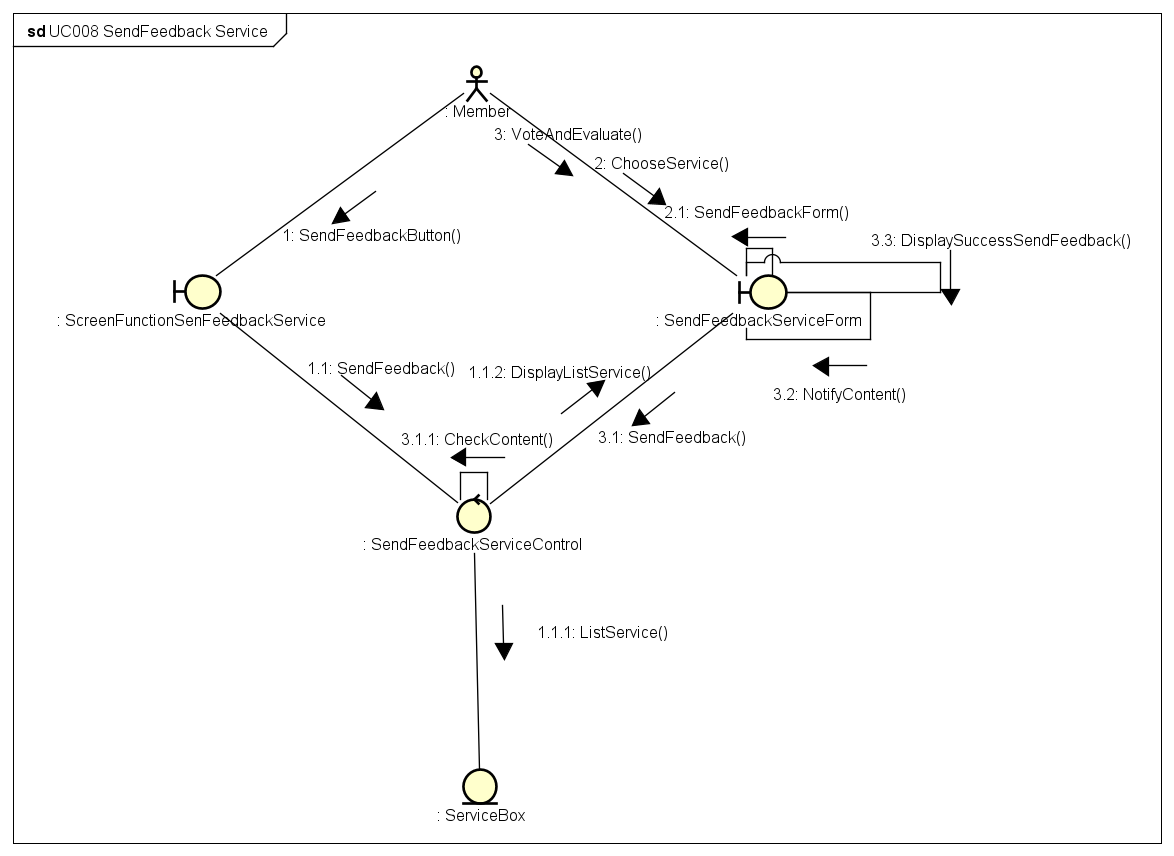 sd UC008 SendFeedback Service
: Member
3: VoteAndEvaluate()
2: ChooseService()
2.1: SendFeedbackForm()
1: SendFeedbackButton()
3.3: DisplaySuccessSendFeedback()
: ScreenFunctionSenFeedbackService
: SendFeedbackServiceForm
1.1: SendFeedback()
1.1.2: DisplayListService()
3.2: NotifyContent()
3.1.1: CheckContent()
3.1: SendFeedback()
: SendFeedbackServiceControl
1.1.1: ListService()
: ServiceBox